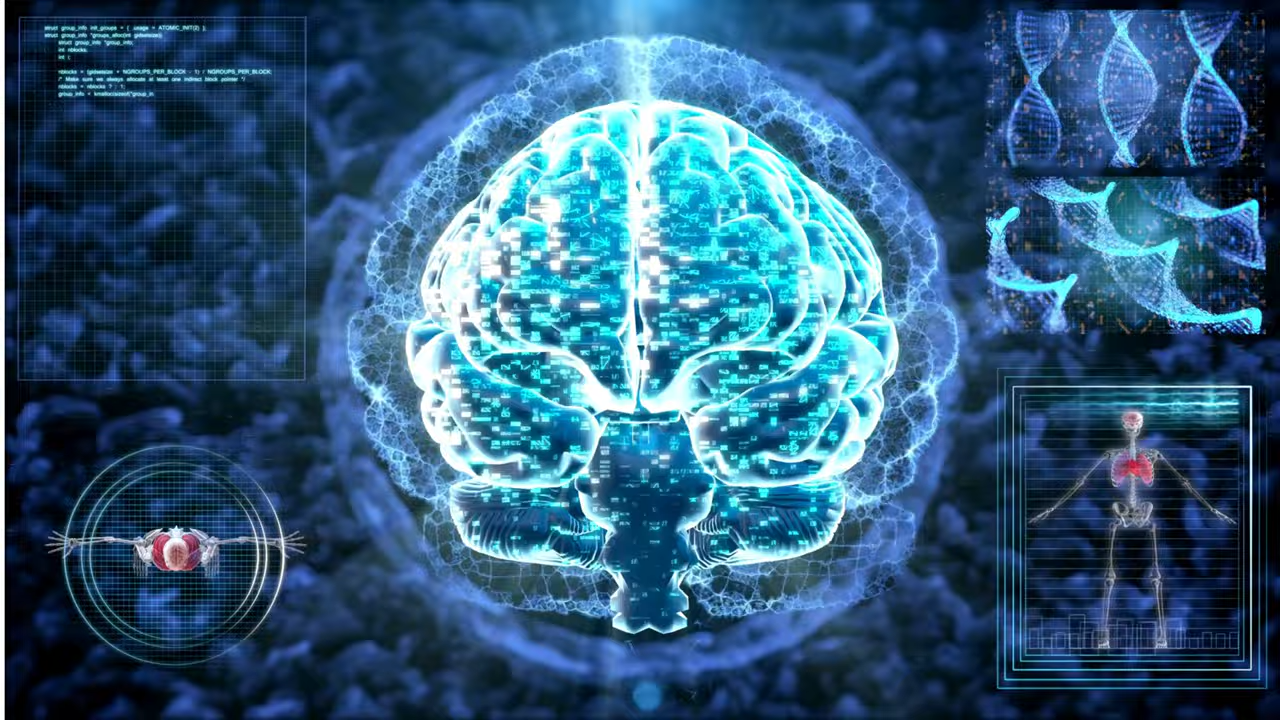 struct group_info init_groups = { .usage = ATOMIC_INIT(2) };
struct group_info *groups_alloc(int gidsetsize){
struct group_info *group_info;
int nblocks;
int i;
nblocks = (gidsetsize + NGROUPS_PER_BLOCK - 1) / NGROUPS_PER_BLOCK;
/* Make sure we always allocate at least one indirect block pointer */
nblocks = nblocks ? : 1;
group_info = kmalloc(sizeof(*group_in